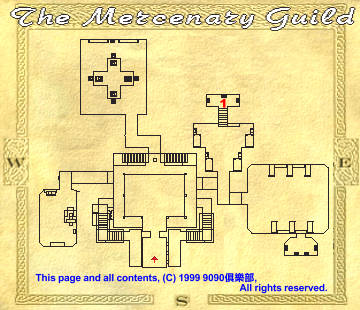 The Mercenary Guild
1
W
E
This page and all contents, (C) 1999 9090俱樂部,
All rights reserved.
S